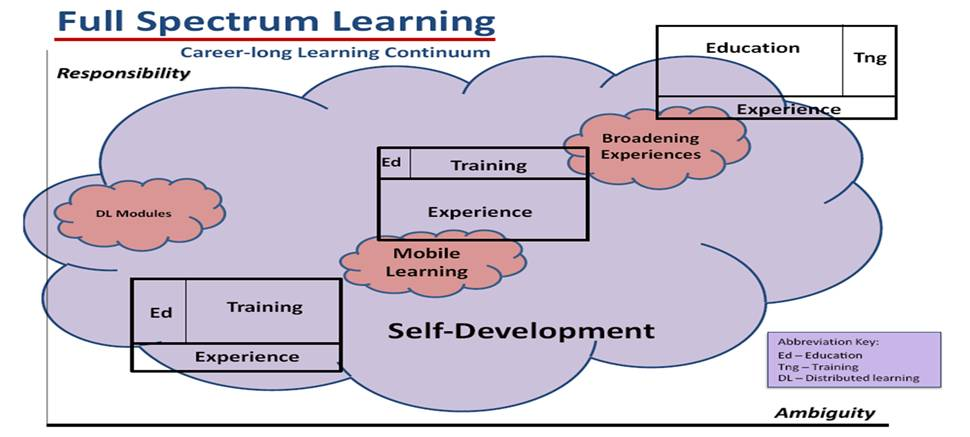 Full Spectrum Learning
Career-long Learning Continuum
Responsibility
Education
Tng
Experience
Broadening
Experiences
Ed
Training
Experience
DL Modules
Mobile
Learning
Ed
Training
Experience
Self-Development
Abbreviation Key:
Ed – Education
Tng – Training
DL – Distributed learning
Ambiguity